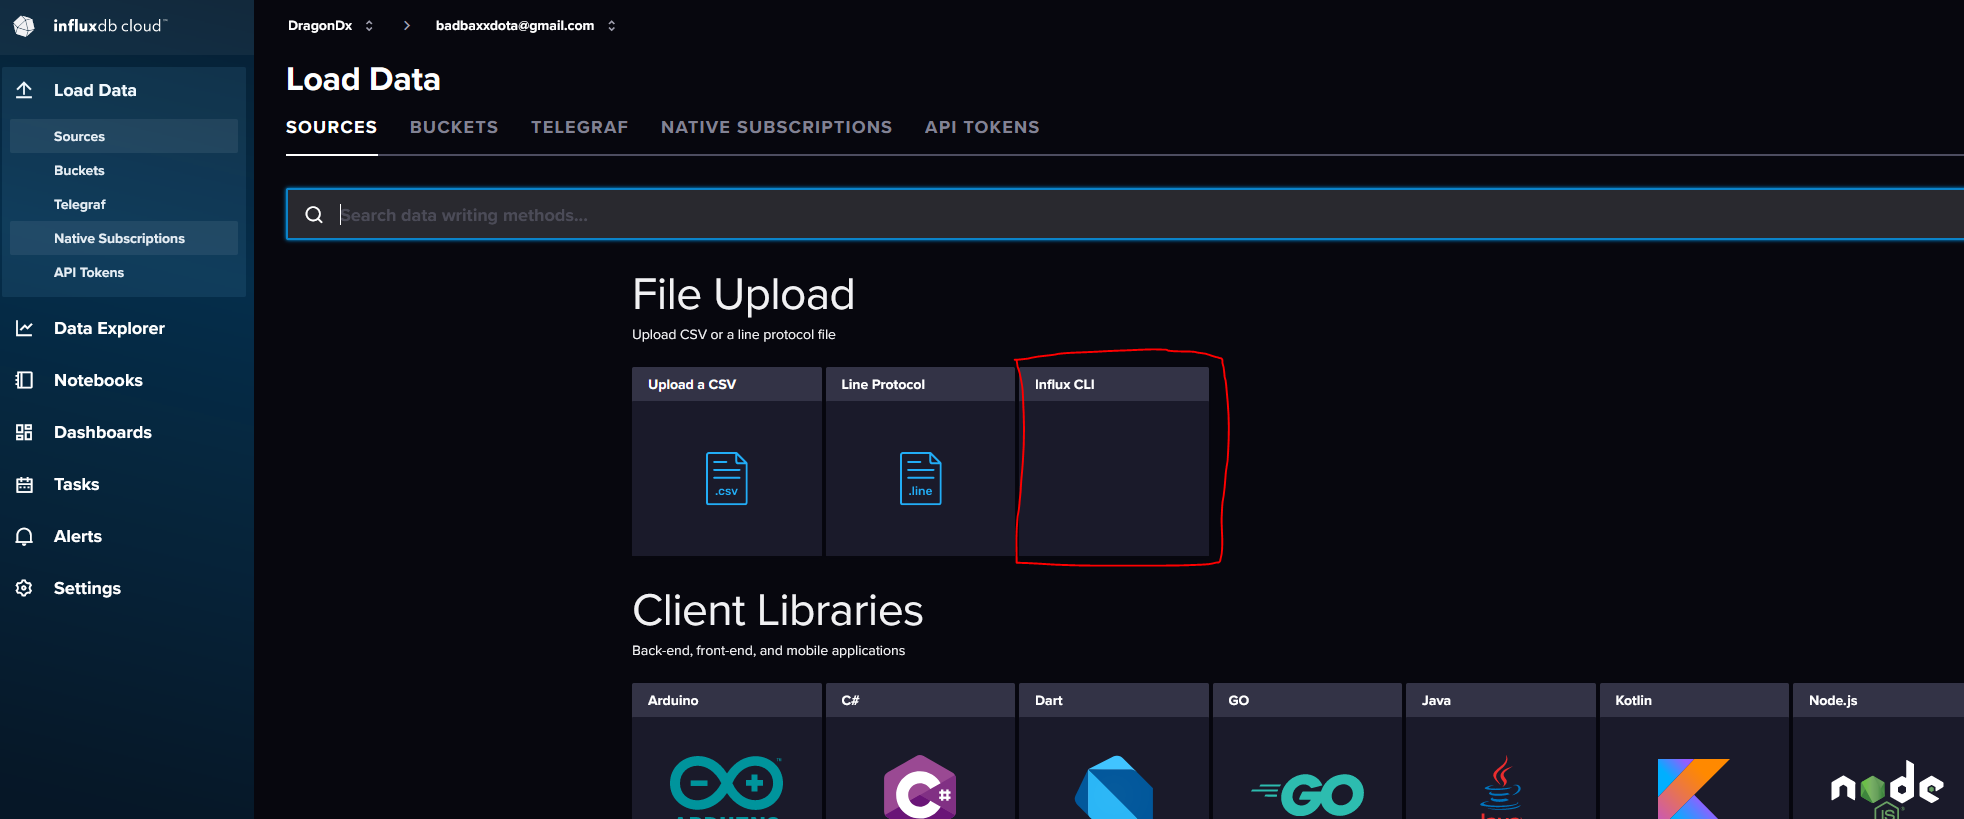 influxdb cloud™
DragonDx
badbaxxdota@gmail.com
Load Data
Sources
Buckets
Telegraf
Native Subscriptions
API Tokens
Data Explorer
Notebooks
Dashboards
Tasks
Alerts
Settings
Load Data
SOURCES BUCKETS TELEGRAF NATIVE SUBSCRIPTIONS API TOKENS
Search data writing methods...
File Upload
Upload CSV or a line protocol file
Upload a CSV
.csv
Line Protocol
.line
Influx CLI
Client Libraries
Back-end, front-end, and mobile applications
Arduino
C#
C#
Dart
GO
GO
Java
Kotlin
Node.js
node
JS